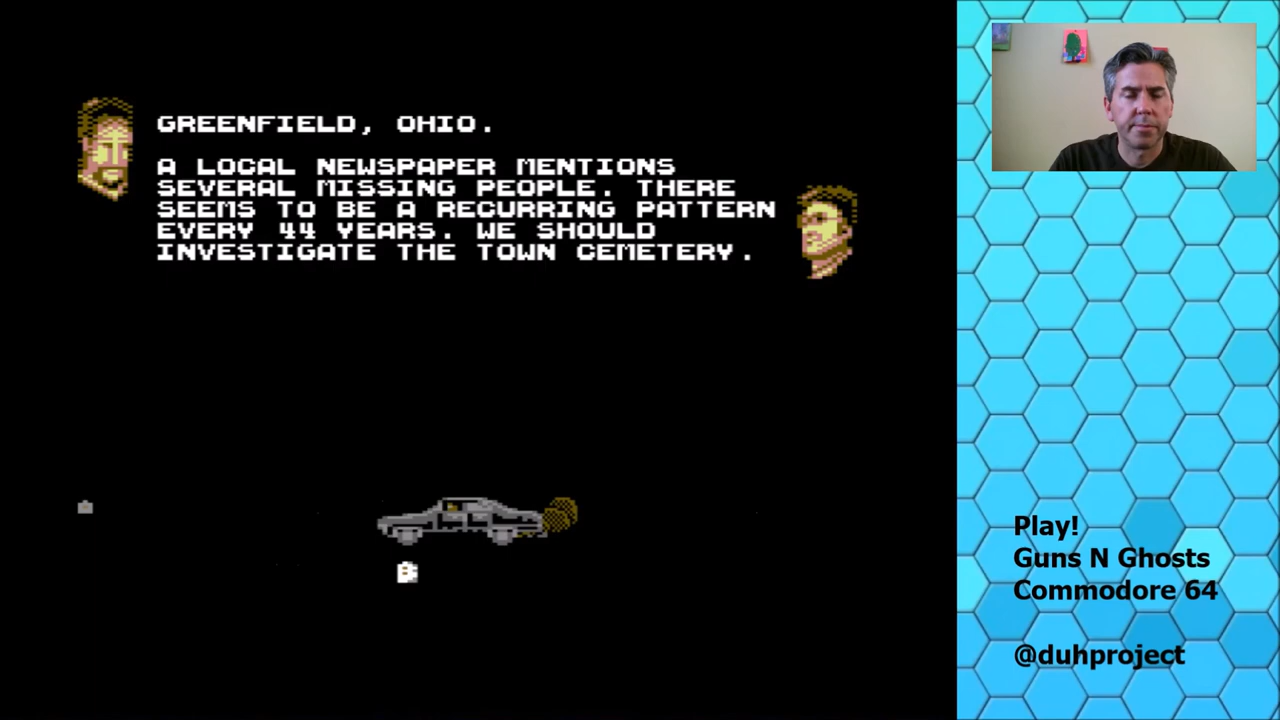 GREENFIELD, OHIO.
A LOCAL NEWSPAPER MENTIONS
SEVERAL MISSING PEOPLE. THERE
SEEMS TO BE A RECURRING PATTERN
EVERY 44 YEARS. WE SHOULD
INVESTIGATE THE TOWN CEMETERY.
Play!
Guns N Ghosts
Commodore 64
@duhproject